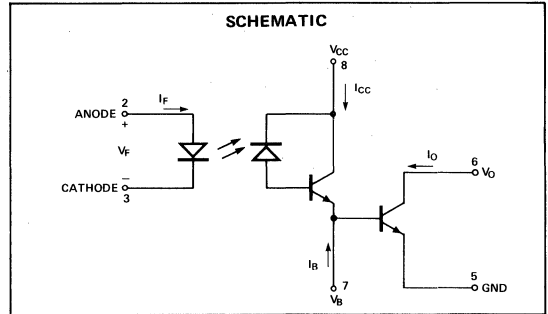 SCHEMATIC
VCC
8
ICC
2
ANODE
+
IF
VF
–
CATHODE
3
IO
6
VO
IB
7
VB
5
GND